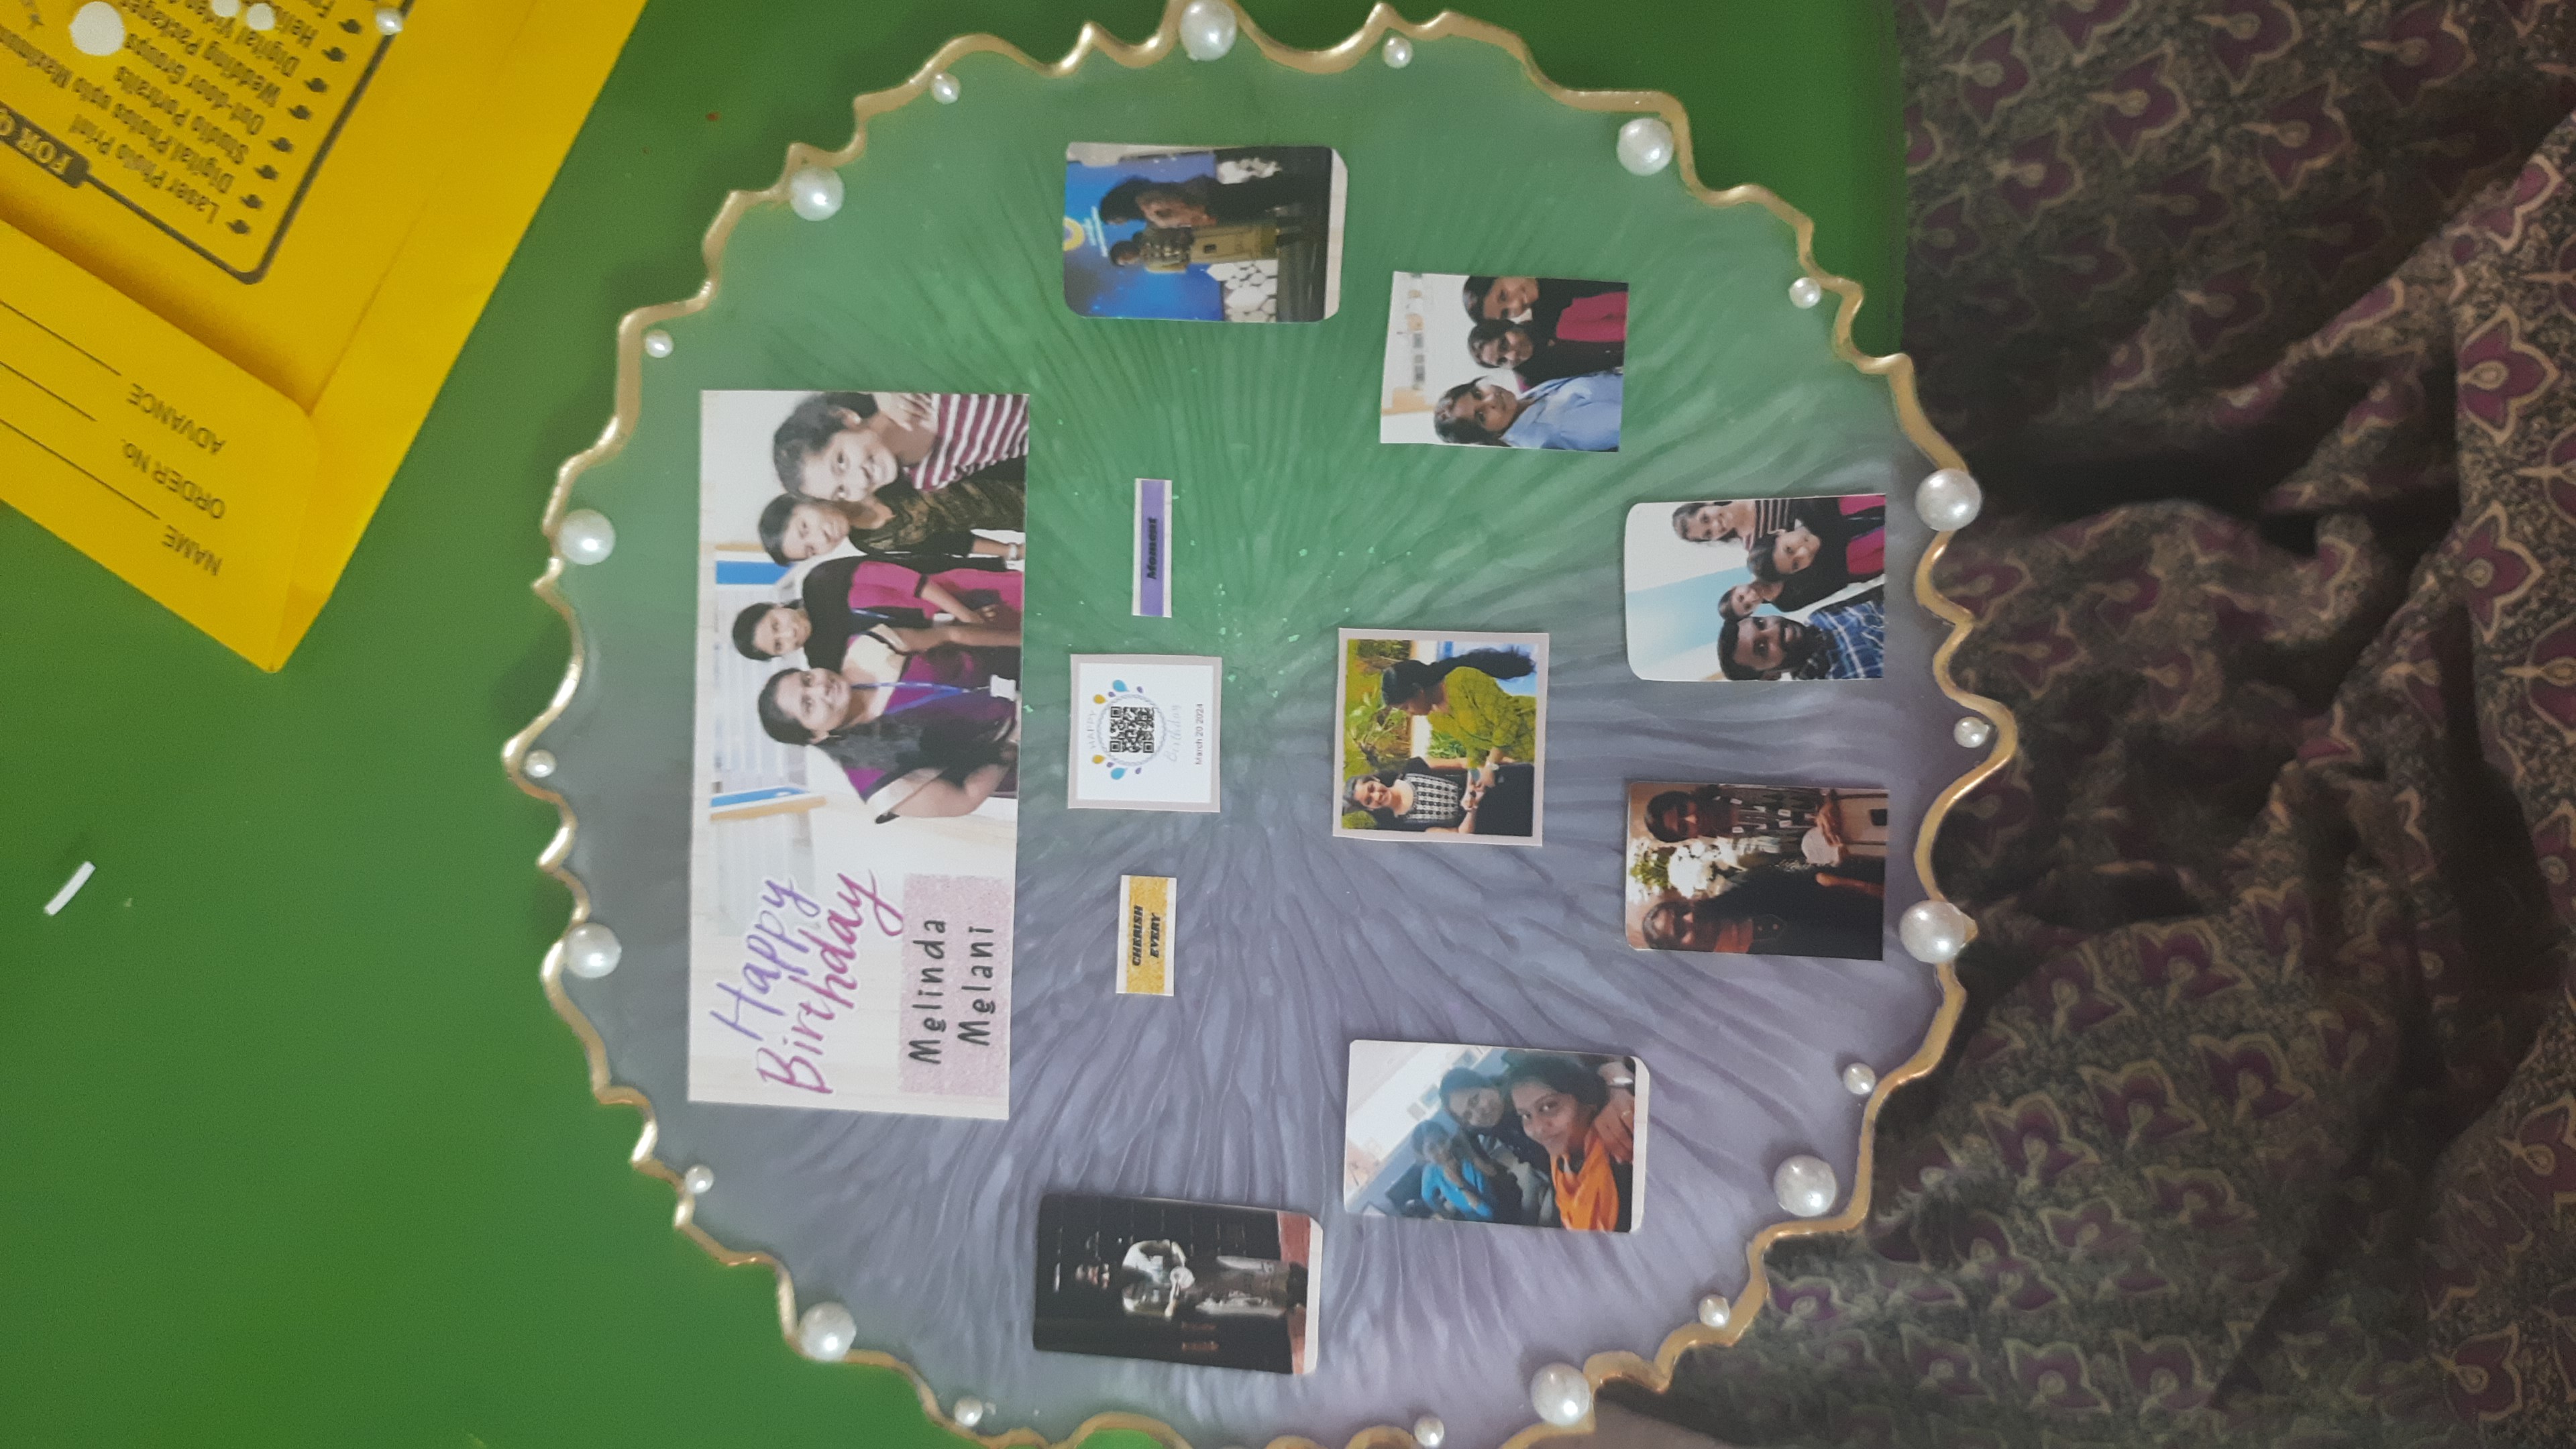 NAME
ORDER No.
ADVANCE
FOR
Laser Photo Print
Digital Photos upto
Studio Portraits
Out-door Groups
Wedding
Digital
Happy
Birthday
Melinda
Melani
CHERISH
EVERY
HAPPY
Birthday
March 20 2024
Moment